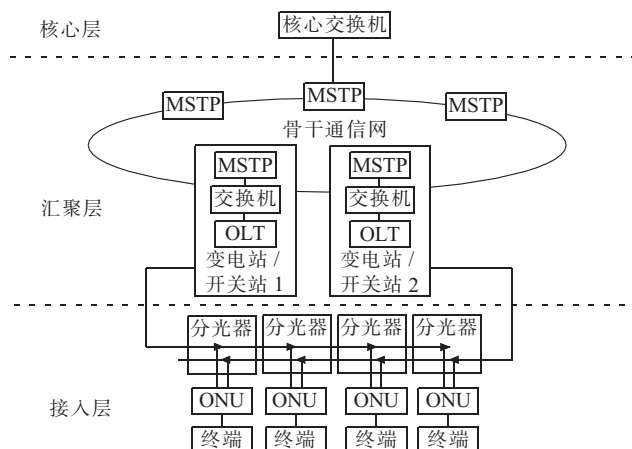 核心层
核心交换机
MSTP
MSTP
MSTP
骨干通信网
汇聚层
MSTP
交换机
OLT
变电站 /
开关站 1
MSTP
交换机
OLT
变电站 /
开关站 2
接入层
分光器
分光器
分光器
分光器
ONU
ONU
ONU
ONU
终端
终端
终端
终端